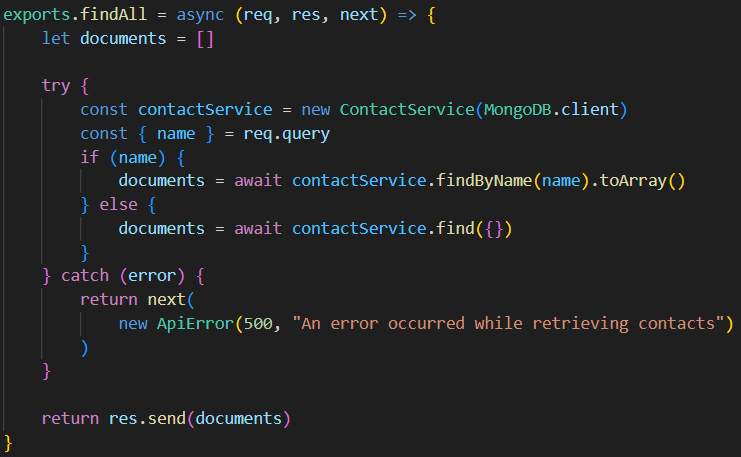 exports.findAll = async (req, res, next) => {
    let documents = []

    try {
        const contactService = new ContactService(MongoDB.client)
        const { name } = req.query
        if (name) {
            documents = await contactService.findByName(name).toArray()
        } else {
            documents = await contactService.find({})
        }
    } catch (error) {
        return next(
            new ApiError(500, "An error occurred while retrieving contacts")
        )
    }

    return res.send(documents)
}